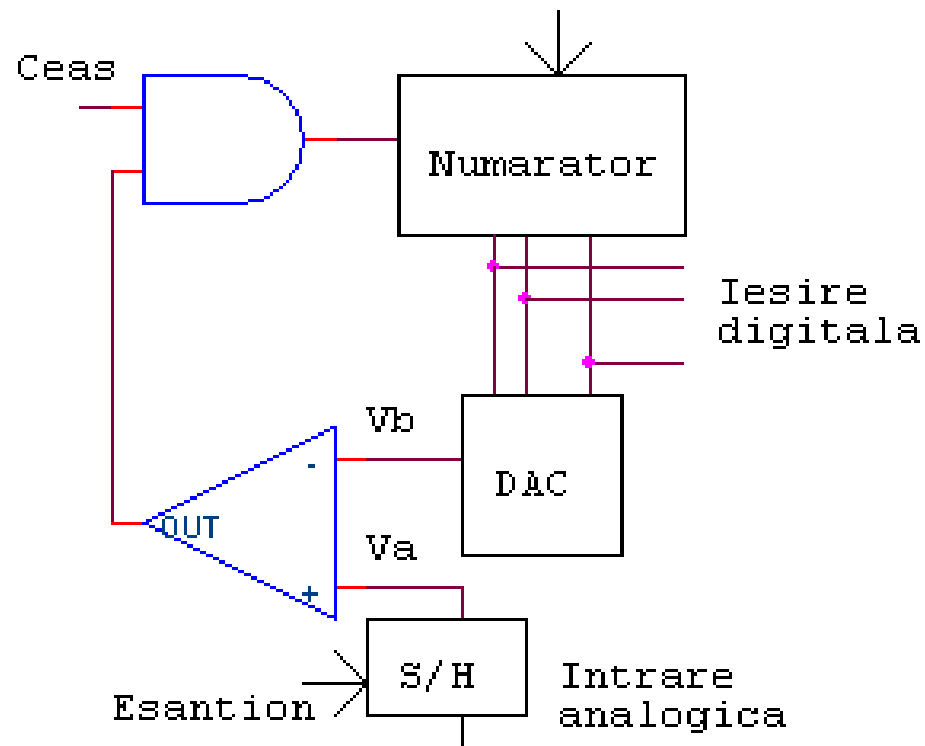 Ceas
Numarator
Iesire
digitala
Vb
-
DAC
OUT
Va
+
S/H
Intrare
Esantion
analogica